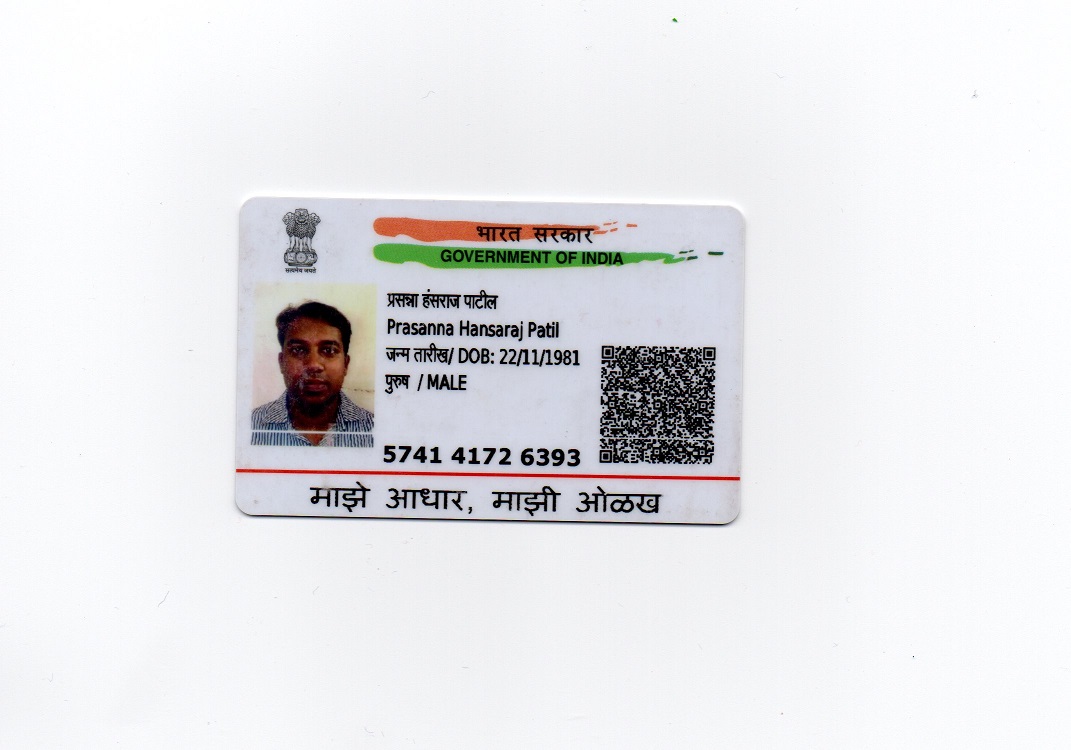 भारत सरकार
GOVERNMENT OF INDIA
सत्यमेव जयते
प्रसन्ना हंसराज पाटील
Prasanna Hansaraj Patil
जन्म तारीख/ DOB: 22/11/1981
पुरुष / MALE
5741 4172 6393
माझे आधार, माझी ओळख